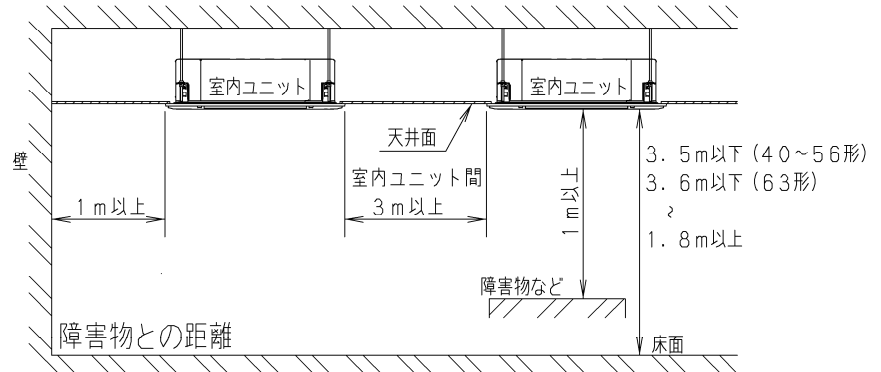 室内ユニット
室内ユニット
天井面
壁
室内ユニット間
1m以上
3m以上
1m以上
3.5m以下(40~56形)
3.6m以下(63形)
~
1.8m以上
障害物など
障害物との距離
床面